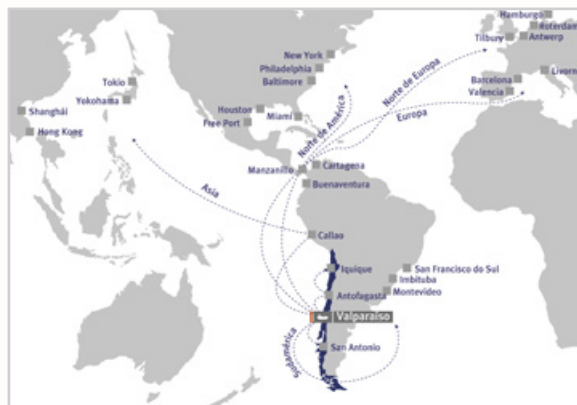 Hamburgo
Rotterdam
Tilbury
Antwerp
New York
Philadelphia
Baltimore
Norte de Europa
Livorn
Barcelona
Valencia
Tokio
Yokohama
Shanghái
Hong Kong
Houston
Free Port
Miami
Norte de América
Europa
Manzanillo
Cartagena
Buenaventura
Asia
Callao
Iquique
San Francisco do Sul
Imbituba
Antofagasta
Montevideo
Valparaíso
San Antonio
Sudamérica